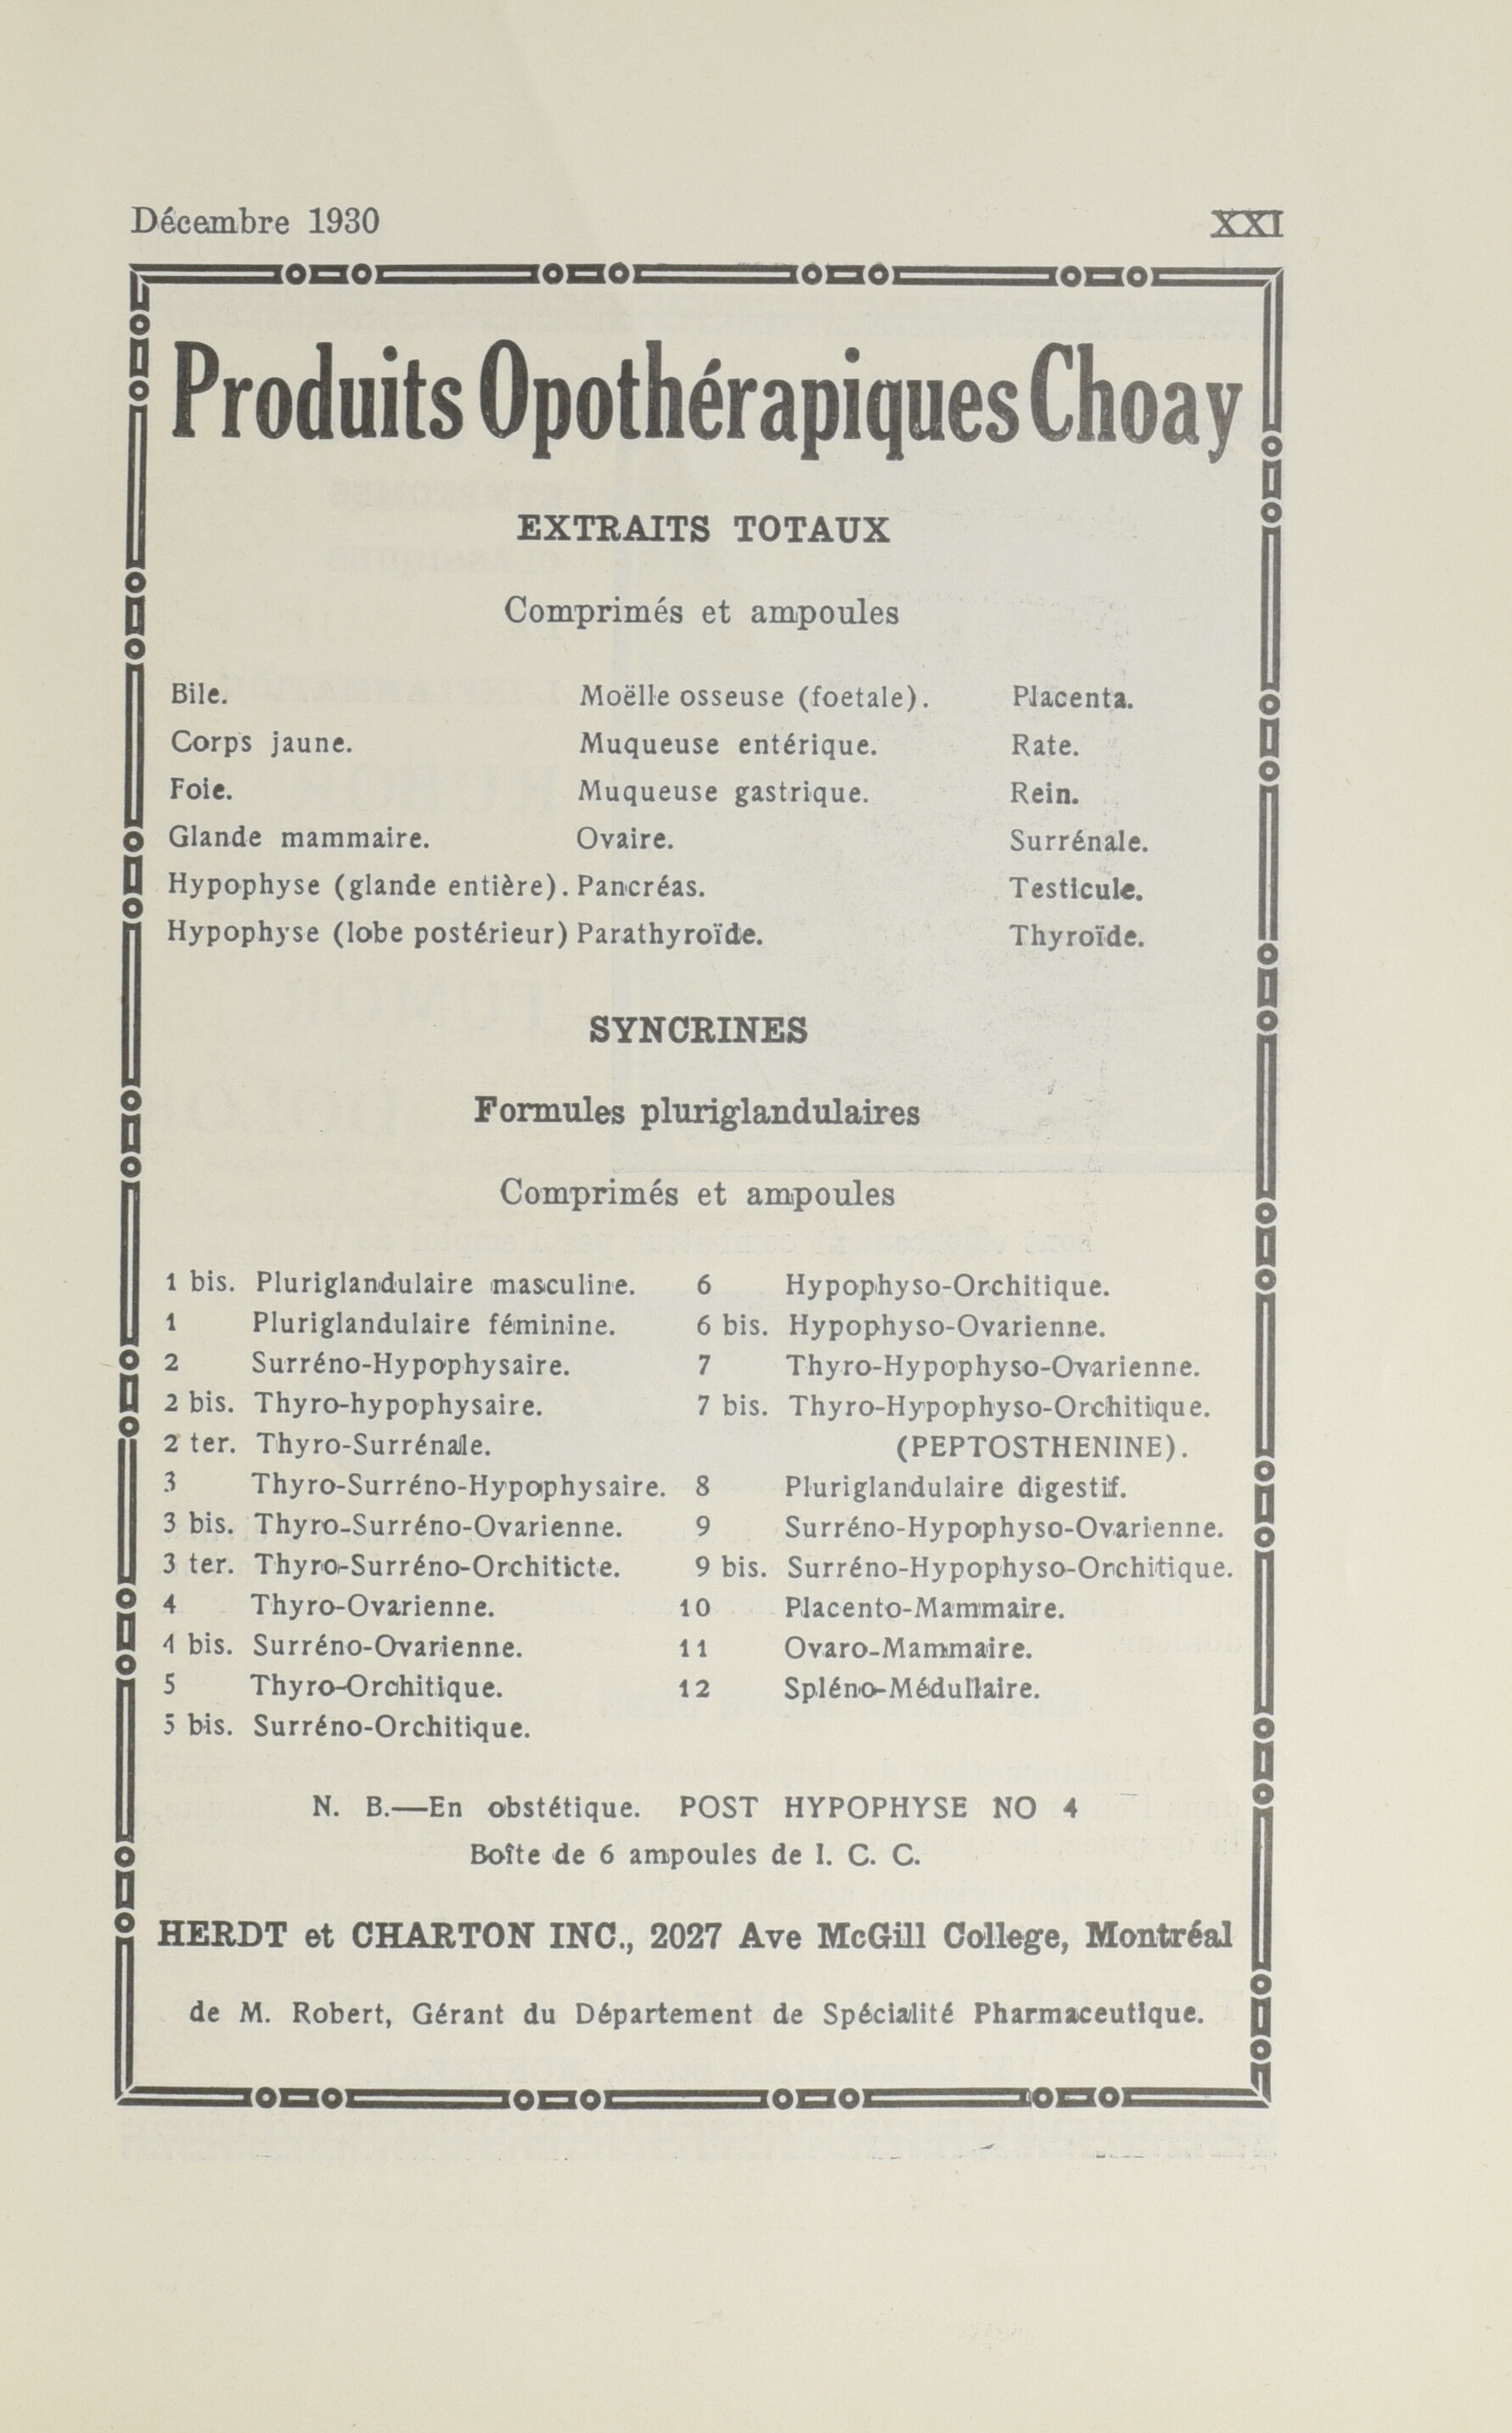 Décembre 1930 XXI
Produits Opothérapiques Choay
EXTRAITS TOTAUX
Comprimés et ampoules
Bile. Moëlle osseuse (foetale). Placenta.
Corps jaune. Muqueuse entérique. Rate.
Foie. Muqueuse gastrique. Rein.
Glande mammaire. Ovaire. Surrénale.
Hypophyse (glande entière). Pancréas. Testicule.
Hypophyse (lobe postérieur) Parathyroïde. Thyroïde.
SYNCRINES
Formules pluriglandulaires
Comprimés et ampoules
1 bis. Pluriglandulaire masculine. 6 Hypophyso-Orchitique.
1 Pluriglandulaire féminine. 6 bis. Hypophyso-Ovarienne.
2 Surréno-Hypophysaire. 7 Thyro-Hypophyso-Ovarienne.
2 bis. Thyro-hypophysaire. 7 bis. Thyro-Hypophyso-Orchitique.
2 ter. Thyro-Surrénale. (PEPTOSTHENINE).
3 Thyro-Surréno-Hypophysaire. 8 Pluriglandulaire digestif.
3 bis. Thyro-Surréno-Ovarienne. 9 Surréno-Hypophyso-Ovarienne.
3 ter. Thyro-Surréno-Orchiticte. 9 bis. Surréno-Hypophyso-Orchitique.
4 Thyro-Ovarienne. 10 Placento-Mammaire.
4 bis. Surréno-Ovarienne. 11 Ovaro-Mammaire.
5 Thyro-Orchitique. 12 Spléno-Médullaire.
5 bis. Surréno-Orchitique.
N. B.—En obstétique. POST HYPOPHYSE NO 4
Boîte de 6 ampoules de I. C. C.
HERDT et CHARTON INC., 2027 Ave McGill College, Montréal
de M. Robert, Gérant du Département de Spécialité Pharmaceutique.